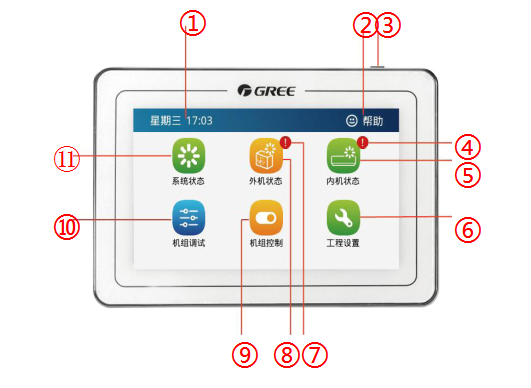 ① ② ③
GREE
星期三 17:03 帮助
④
⑪ 系统状态 外机状态 内机状态 ⑤
⑩ 机组调试 机组控制 工程设置 ⑥
⑨ ⑧ ⑦